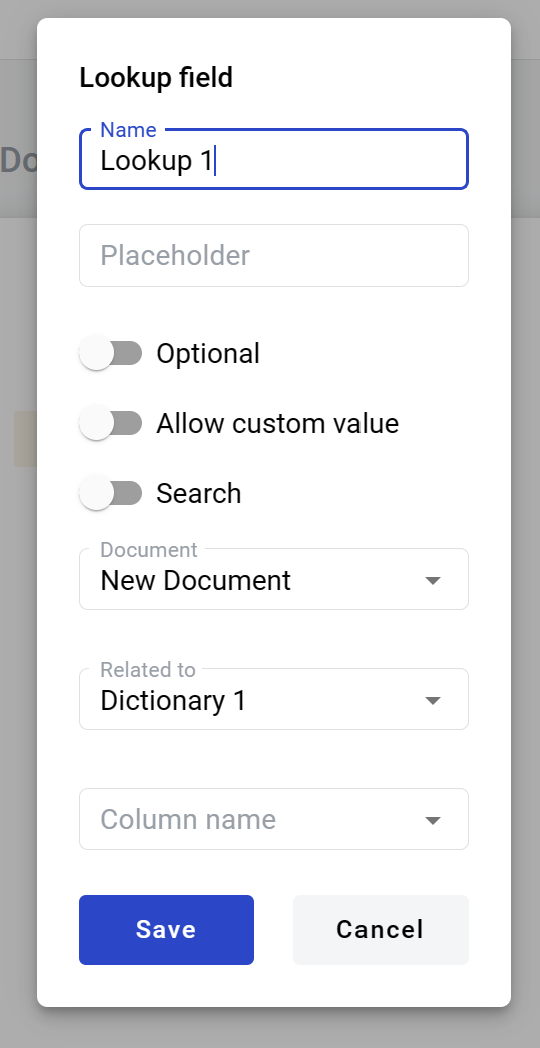 Lookup field
Name
Lookup 1
Do
Placeholder
Optional
Allow custom value
Search
Document
New Document
Related to
Dictionary 1
Column name
Save
Cancel